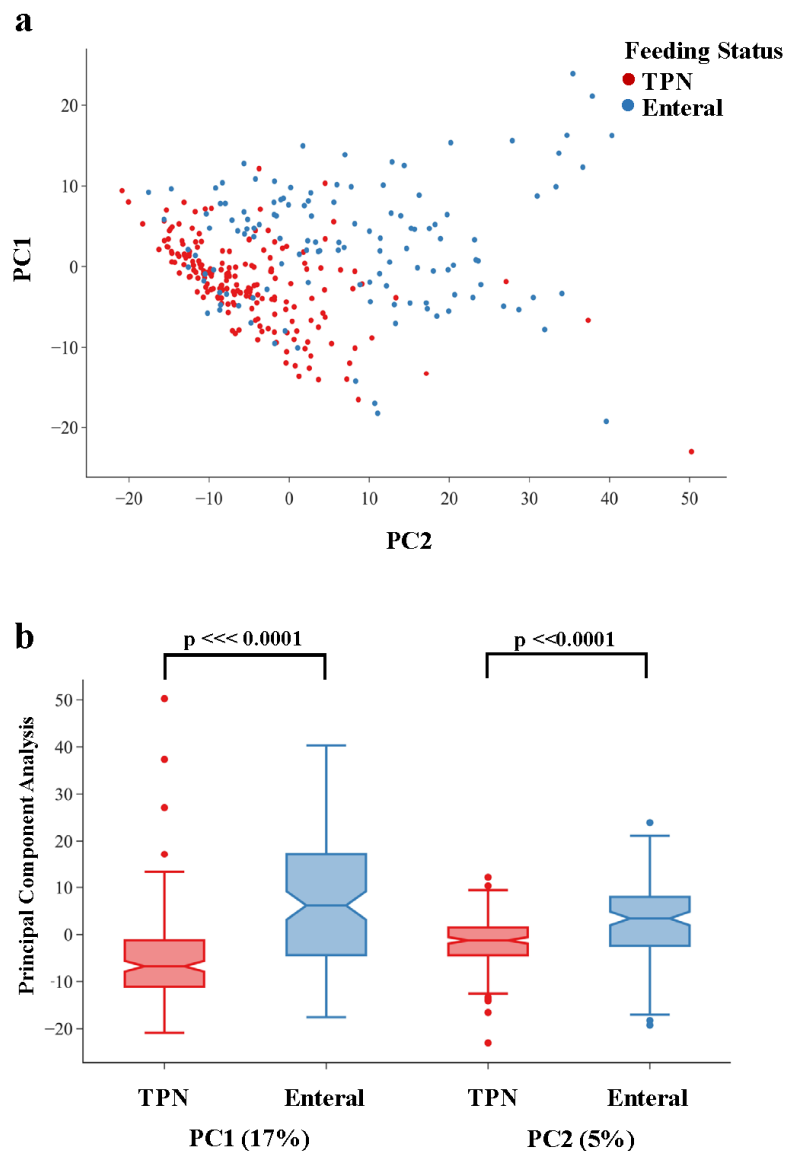 a
Feeding Status
TPN
Enteral
20
10
0
−10
−20
PC1
−20 −10 0 10 20 30 40 50
PC2
b
p <<< 0.0001 p <<0.0001
50
40
30
20
10
0
-10
−20
Principal Component Analysis
TPN Enteral TPN Enteral
PC1 (17%) PC2 (5%)